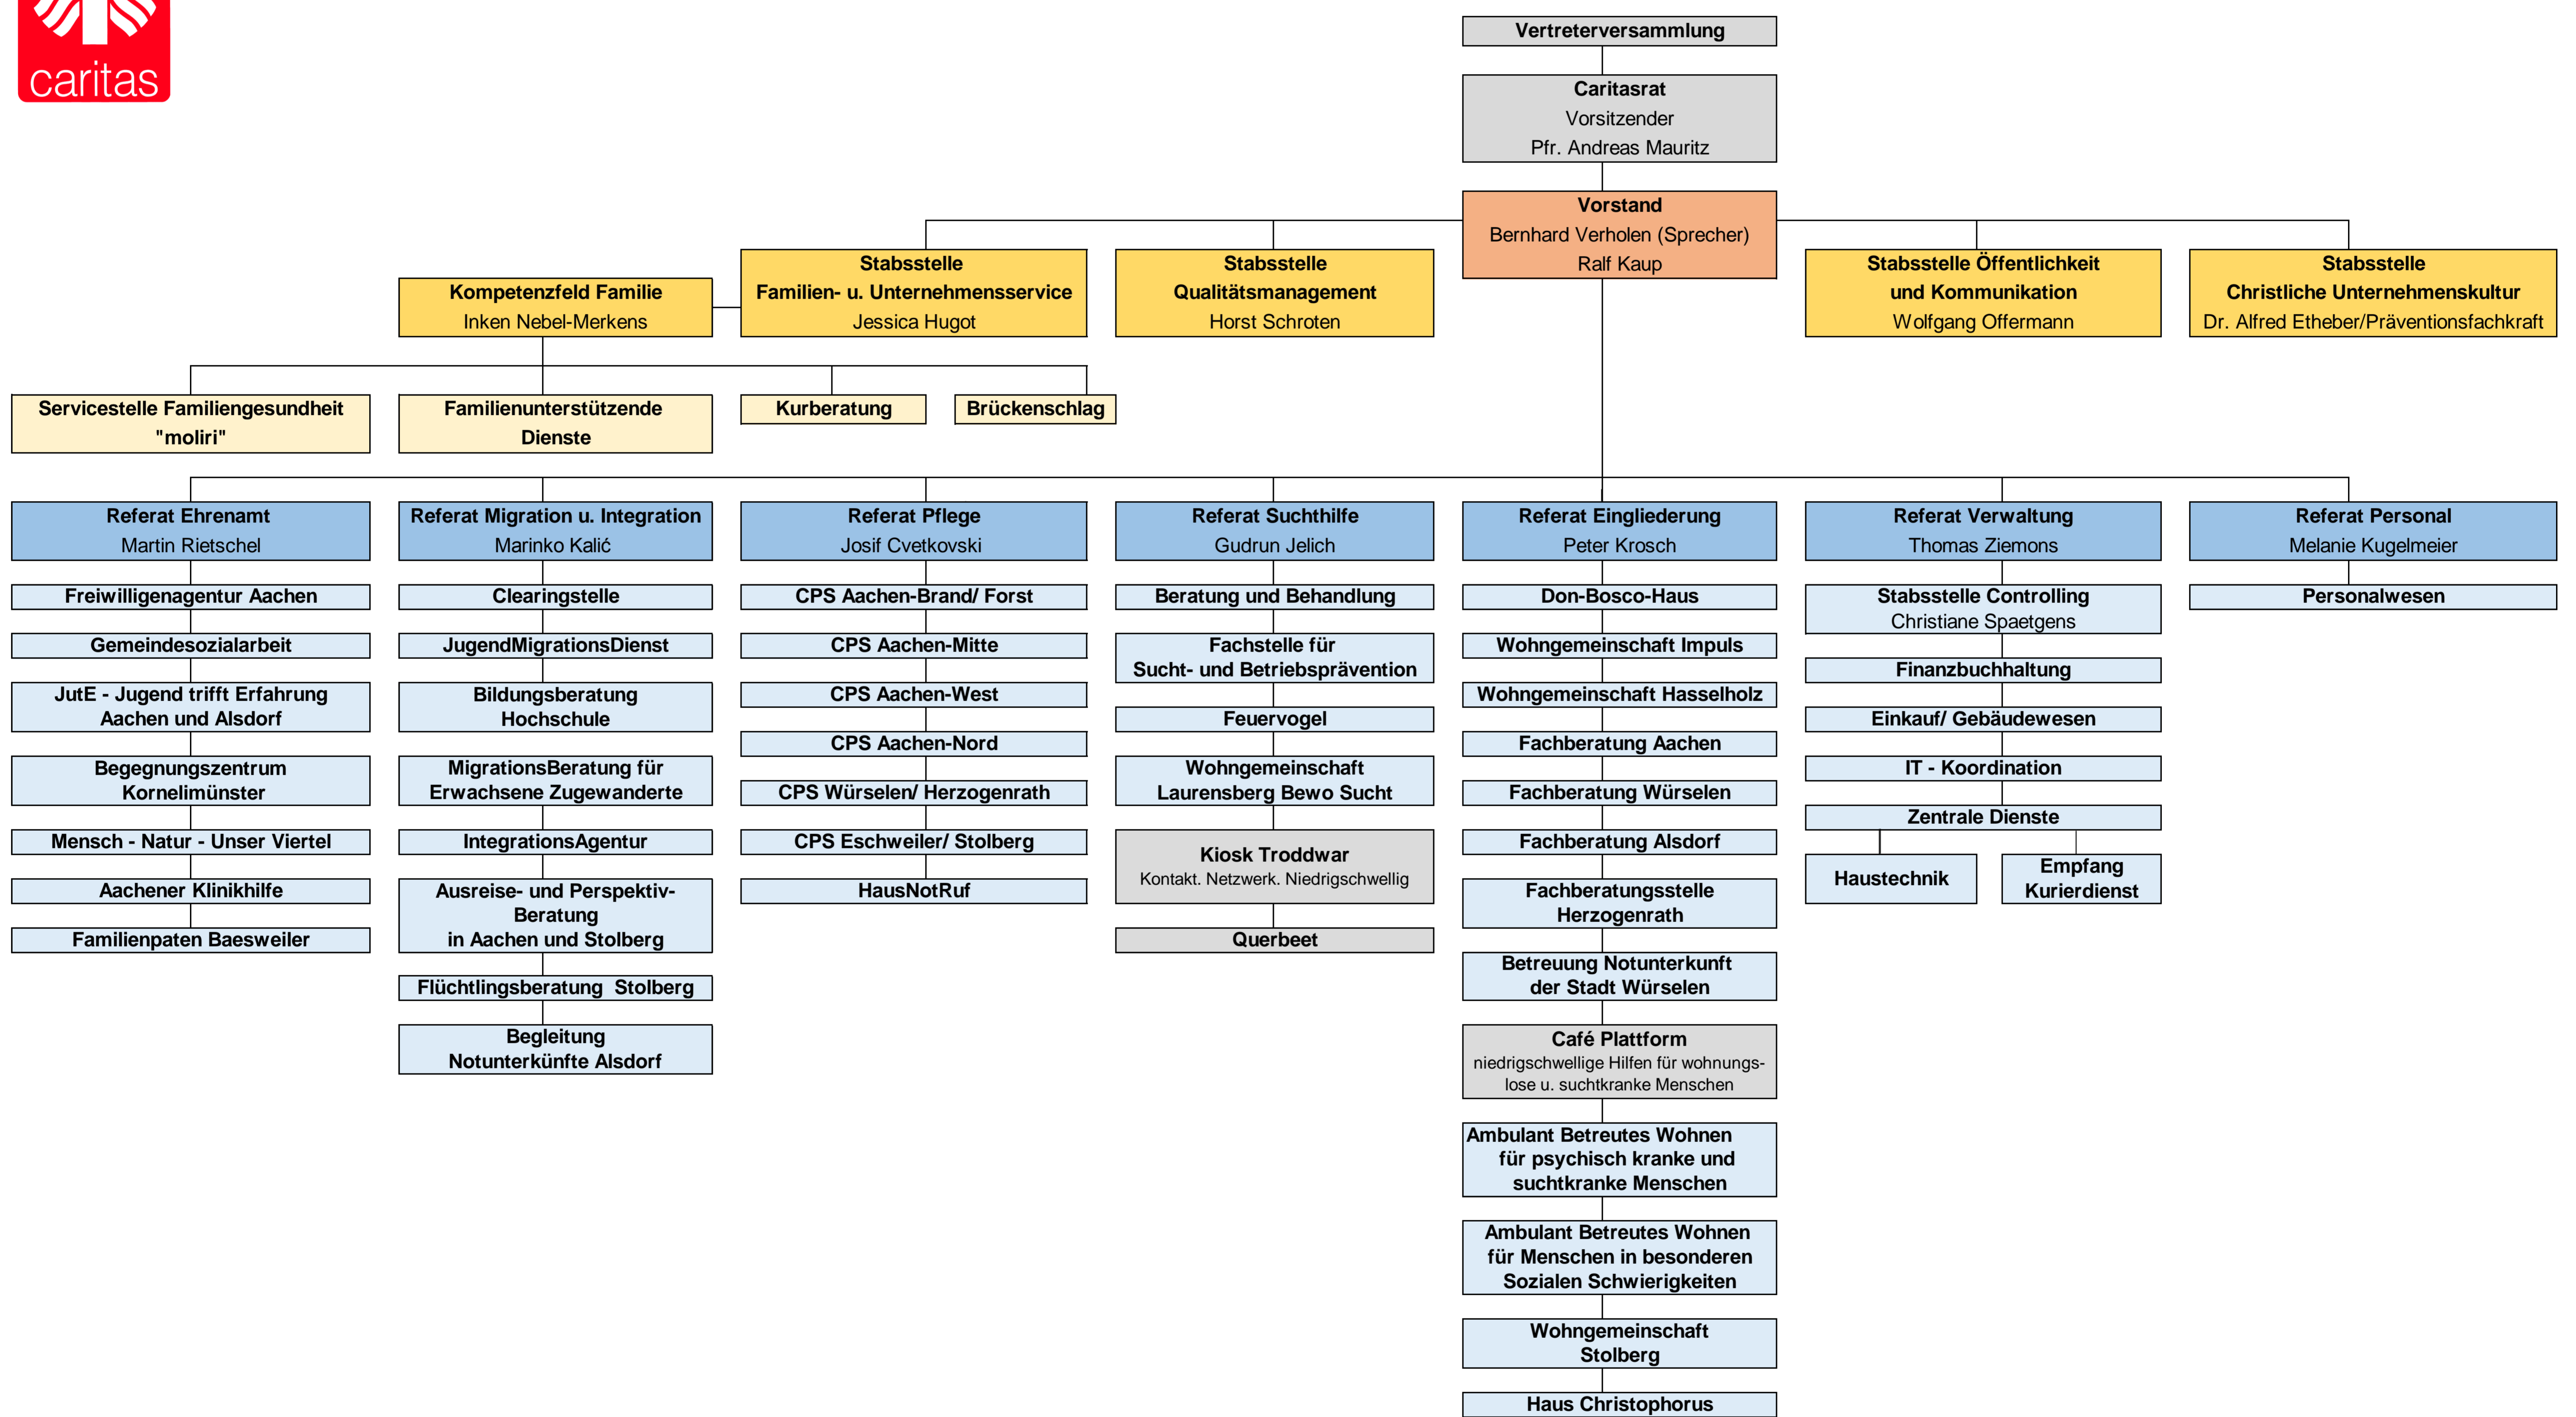 caritas
Vertreterversammlung
Caritasrat
Vorsitzender
Pfr. Andreas Mauritz
Vorstand
Bernhard Verholen (Sprecher)
Ralf Kaup
Kompetenzfeld Familie
Inken Nebel-Merkens
Stabsstelle
Familien- u. Unternehmensservice
Jessica Hugot
Stabsstelle
Qualitätsmanagement
Horst Schroten
Stabsstelle Öffentlichkeit
und Kommunikation
Wolfgang Offermann
Stabsstelle
Christliche Unternehmenskultur
Dr. Alfred Etheber/Präventionsfachkraft
Servicestelle Familiengesundheit
"moliri"
Familienunterstützende
Dienste
Kurberatung
Brückenschlag
Referat Ehrenamt
Martin Rietschel
Freiwilligenagentur Aachen
Gemeindesozialarbeit
JutE - Jugend trifft Erfahrung
Aachen und Alsdorf
Begegnungszentrum
Kornelimünster
Mensch - Natur - Unser Viertel
Aachener Klinikhilfe
Familienpaten Baesweiler
Referat Migration u. Integration
Marinko Kalić
Clearingstelle
JugendMigrationsDienst
Bildungsberatung
Hochschule
MigrationsBeratung für
Erwachsene Zugewanderte
IntegrationsAgentur
Ausreise- und Perspektiv-
Beratung
in Aachen und Stolberg
Flüchtlingsberatung  Stolberg
Begleitung
Notunterkünfte Alsdorf
Referat Pflege
Josif Cvetkovski
CPS Aachen-Brand/ Forst
CPS Aachen-Mitte
CPS Aachen-West
CPS Aachen-Nord
CPS Würselen/ Herzogenrath
CPS Eschweiler/ Stolberg
HausNotRuf
Referat Suchthilfe
Gudrun Jelich
Beratung und Behandlung
Fachstelle für
Sucht- und Betriebsprävention
Feuervogel
Wohngemeinschaft
Laurensberg Bewo Sucht
Kiosk Troddwar
Kontakt. Netzwerk. Niedrigschwellig
Querbeet
Referat Eingliederung
Peter Krosch
Don-Bosco-Haus
Wohngemeinschaft Impuls
Wohngemeinschaft Hasselholz
Fachberatung Aachen
Fachberatung Würselen
Fachberatung Alsdorf
Fachberatungsstelle
Herzogenrath
Betreuung Notunterkunft
der Stadt Würselen
Café Plattform
niedrigschwellige Hilfen für wohnungs-
lose u. suchtkranke Menschen
Ambulant Betreutes Wohnen
für psychisch kranke und
suchtkranke Menschen
Ambulant Betreutes Wohnen
für Menschen in besonderen
Sozialen Schwierigkeiten
Wohngemeinschaft
Stolberg
Haus Christophorus
Referat Verwaltung
Thomas Ziemons
Stabsstelle Controlling
Christiane Spaetgens
Finanzbuchhaltung
Einkauf/ Gebäudewesen
IT - Koordination
Zentrale Dienste
Haustechnik
Empfang
Kurierdienst
Referat Personal
Melanie Kugelmeier
Personalwesen